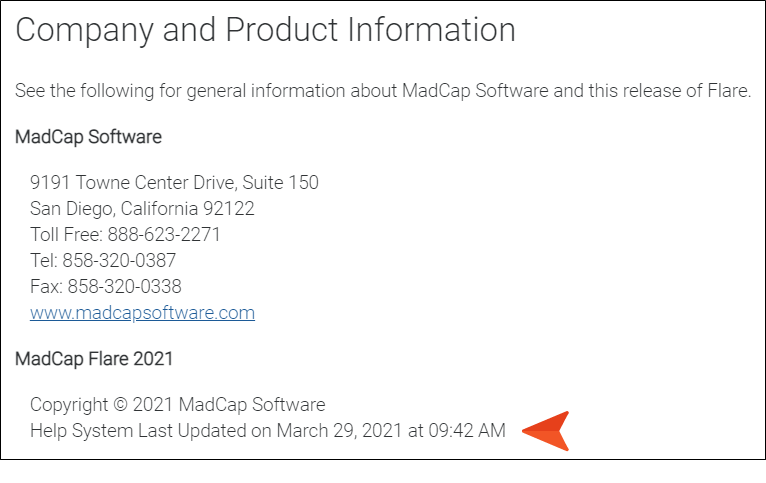 Company and Product Information
See the following for general information about MadCap Software and this release of Flare.
MadCap Software
9191 Towne Center Drive, Suite 150
San Diego, California 92122
Toll Free: 888-623-2271
Tel: 858-320-0387
Fax: 858-320-0338
www.madcapsoftware.com
MadCap Flare 2021
Copyright © 2021 MadCap Software
Help System Last Updated on March 29, 2021 at 09:42 AM